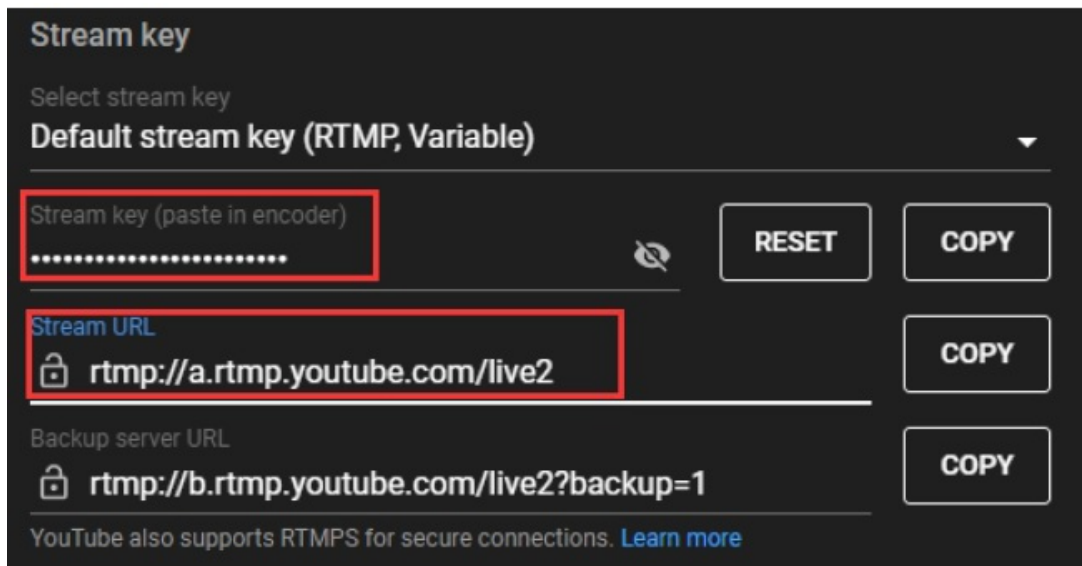 Stream key
Select stream key
Default stream key (RTMP, Variable)
Stream key (paste in encoder)
••••••••••••••••••••••••
RESET
COPY
Stream URL
rtmp://a.rtmp.youtube.com/live2
COPY
Backup server URL
rtmp://b.rtmp.youtube.com/live2?backup=1
COPY
YouTube also supports RTMPS for secure connections. Learn more